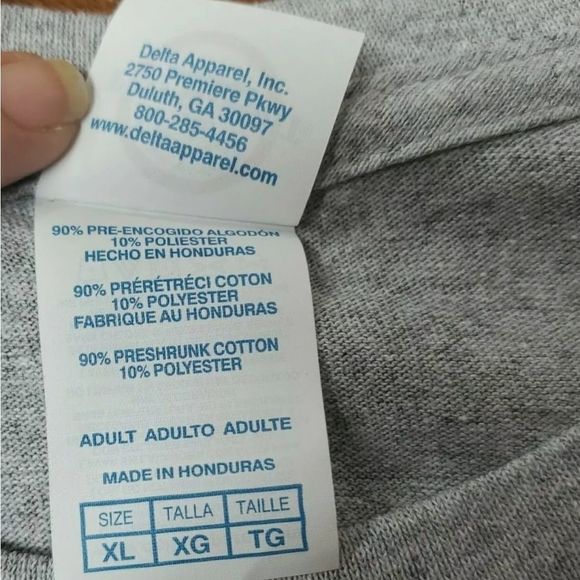 Delta Apparel, Inc.
2750 Premiere Pkwy
Duluth, GA 30097
800-285-4456
www.deltaapparel.com
90% PRE-ENCOGIDO ALGODÓN
10% POLIESTER
HECHO EN HONDURAS
90% PRÉRÉTRÉCI COTON
10% POLYESTER
FABRIQUE AU HONDURAS
90% PRESHRUNK COTTON
10% POLYESTER
ADULT ADULTO ADULTE
MADE IN HONDURAS
SIZE TALLA TAILLE
XL XG TG